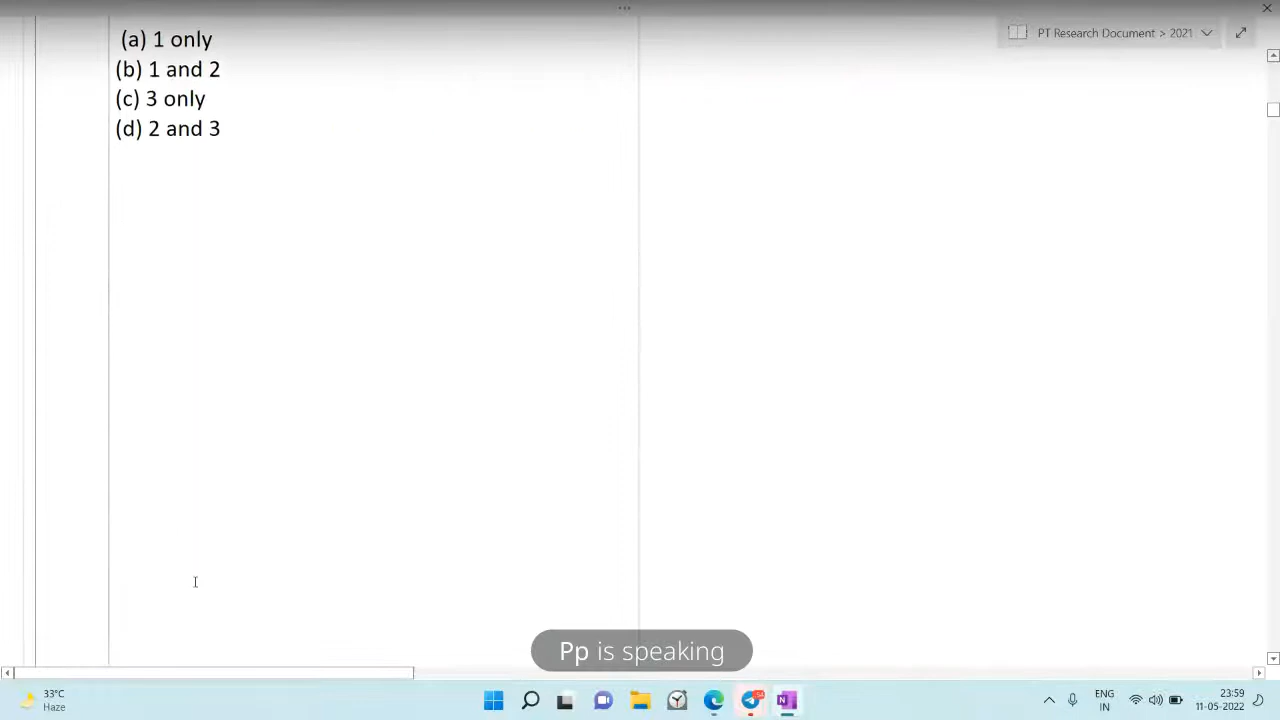 (a) 1 only
PT Research Document > 2021
(b) 1 and 2
(c) 3 only
(d) 2 and 3
Pp is speaking
33°C
Haze
54
N
ENG
IN
23:59
11-05-2022